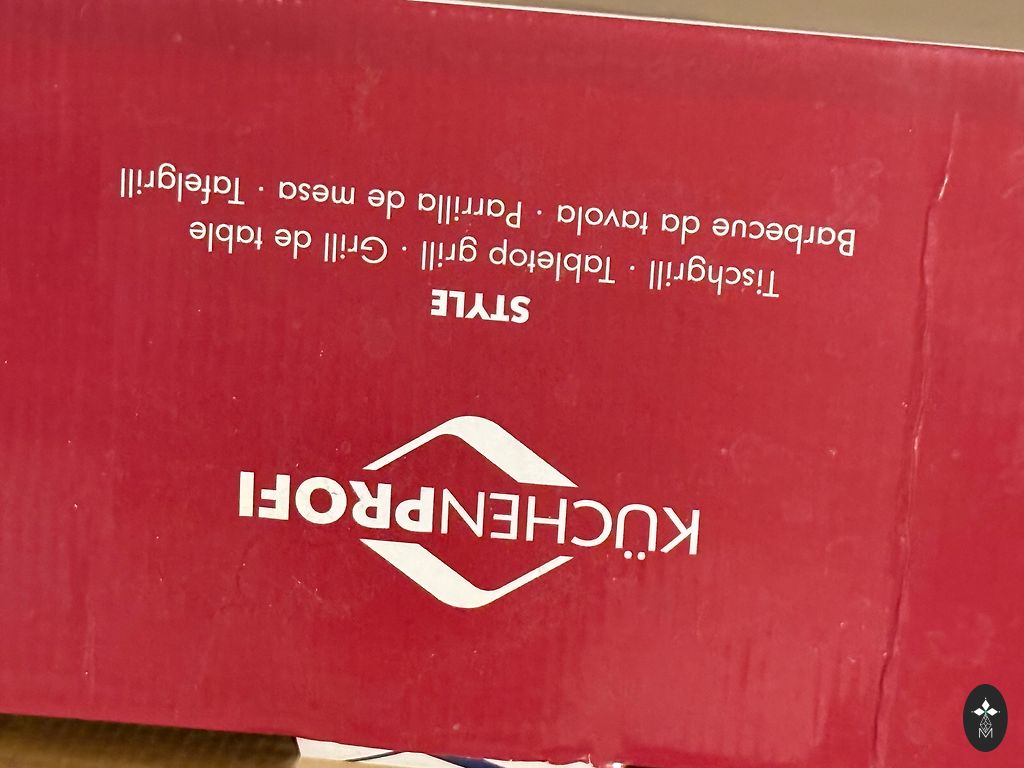 KÜCHENPROFI
STYLE
Tischgrill · Tabletop grill · Grill de table
Barbecue da tavola · Parrilla de mesa · Tafelgrill
M